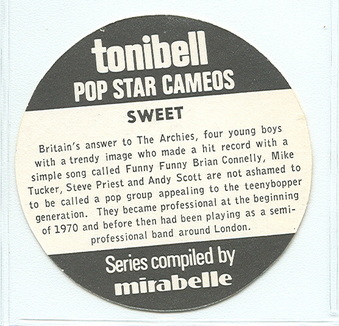 tonibell
POP STAR CAMEOS
SWEET
Britain's answer to The Archies, four young boys
with a trendy image who made a hit record with a
simple song called Funny Funny Brian Connelly, Mike
Tucker, Steve Priest and Andy Scott are not ashamed to
to be called a pop group appealing to the teenybopper
generation. They became professional at the beginning
of 1970 and before then had been playing as a semi-
professional band around London.
Series compiled by
mirabelle